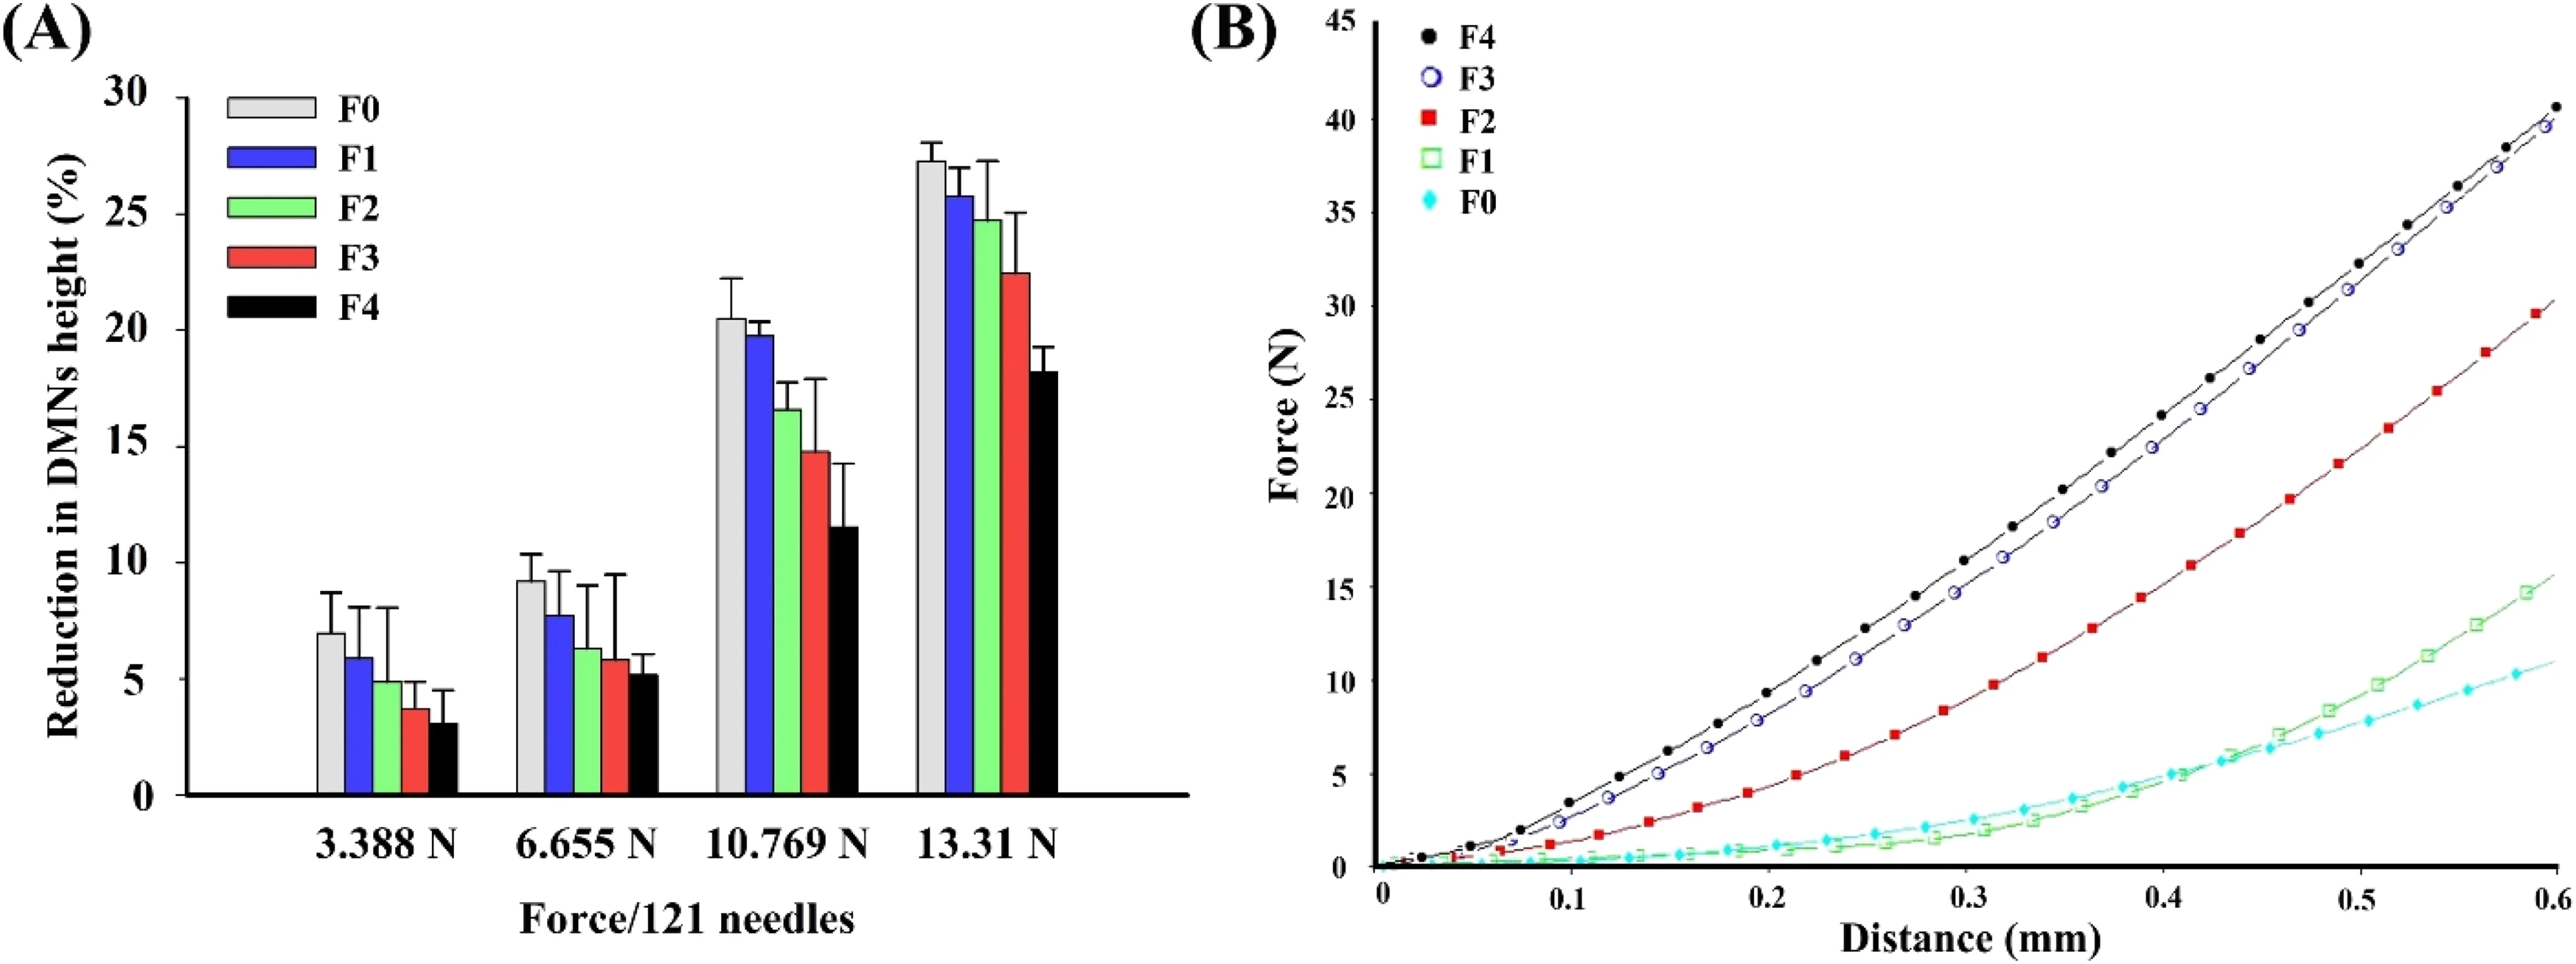 (A)
Reduction in DMNs height (%)
30
25
20
15
10
5
0
F0
F1
F2
F3
F4
3.388 N 6.655 N 10.769 N 13.31 N
Force/121 needles
(B)
Force (N)
45
40
35
30
25
20
15
10
5
0
F4
F3
F2
F1
F0
0 0.1 0.2 0.3 0.4 0.5 0.6
Distance (mm)